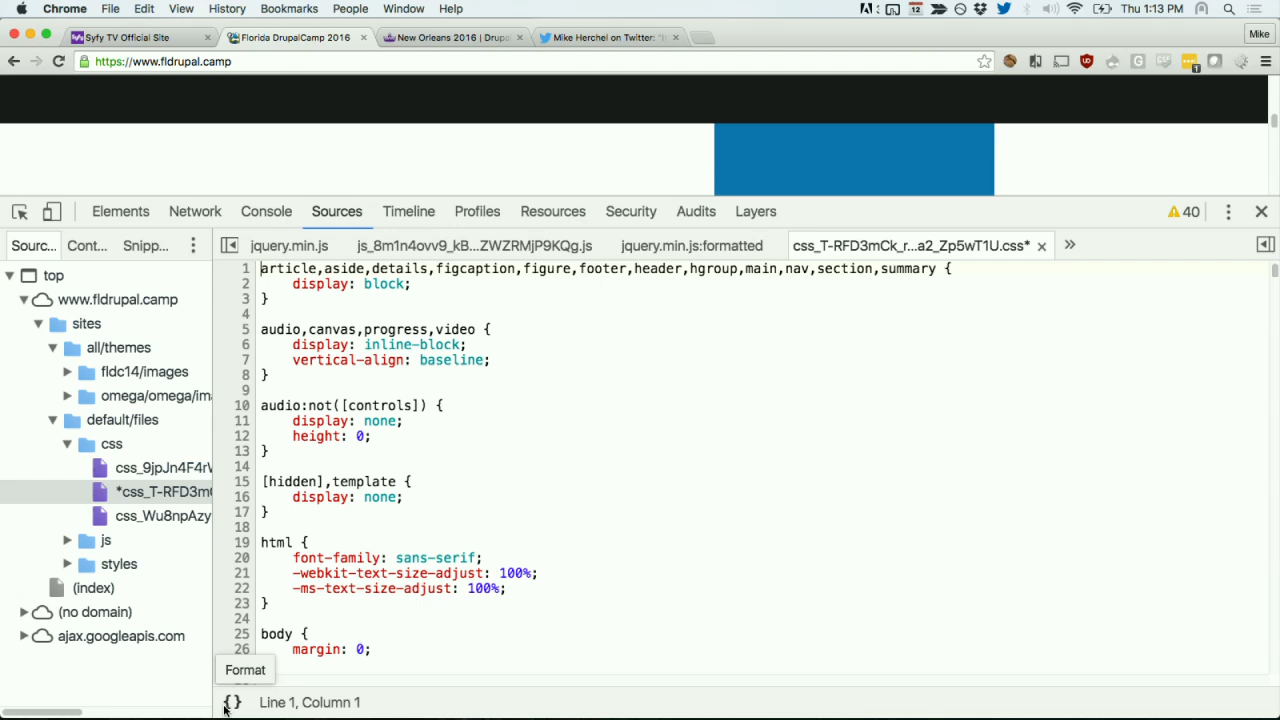 Chrome File Edit View History Bookmarks People Window Help 12 Thu 1:13 PM
Syfy TV Official Site × Florida DrupalCamp 2016 × New Orleans 2016 | Drupa × Mike Herchel on Twitter: "It × Mike
https://www.fldrupal.camp
Elements Network Console Sources Timeline Profiles Resources Security Audits Layers 40
Sourc... Cont... Snipp... jquery.min.js js_8m1n4ovv9_kB...ZWZRMjP9KQg.js jquery.min.js:formatted css_T-RFD3mCk_r...a2_Zp5wT1U.css* × »
top
www.fldrupal.camp
sites
all/themes
fldc14/images
omega/omega/im
default/files
css
css_9jpJn4F4r
*css_T-RFD3m
css_Wu8npAzy
js
styles
(index)
(no domain)
ajax.googleapis.com
1 article,aside,details,figcaption,figure,footer,header,hgroup,main,nav,section,summary {
2 display: block;
3 }
4
5 audio,canvas,progress,video {
6 display: inline-block;
7 vertical-align: baseline;
8 }
9
10 audio:not([controls]) {
11 display: none;
12 height: 0;
13 }
14
15 [hidden],template {
16 display: none;
17 }
18
19 html {
20 font-family: sans-serif;
21 -webkit-text-size-adjust: 100%;
22 -ms-text-size-adjust: 100%;
23 }
24
25 body {
26 margin: 0;
Format
{} Line 1, Column 1